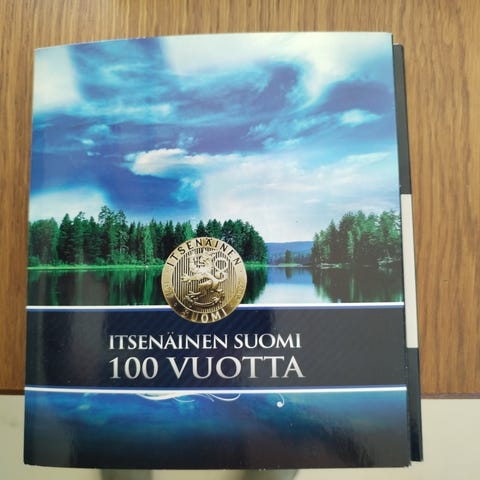 ITSENÄINEN
SUOMI
ITSENÄINEN SUOMI
100 VUOTTA